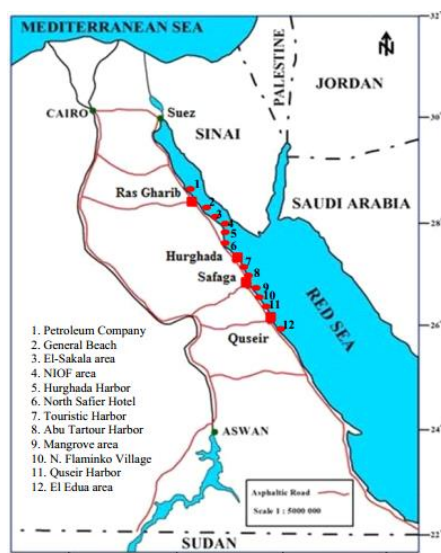 MEDITERRANEAN SEA
32°
N
PALESTINE
JORDAN
CAIRO
Suez
30°
SINAI
1
Ras Gharib
2
3
4
5
6
SAUDI ARABIA
28°
Hurghada
7
Safaga
8
9
10
11
12
RED SEA
26°
Quseir
1. Petroleum Company
2. General Beach
3. El-Sakala area
4. NIOF area
5. Hurghada Harbor
6. North Safier Hotel
7. Touristic Harbor
8. Abu Tartour Harbor
9. Mangrove area
10. N. Flaminko Village
11. Quseir Harbor
12. El Edua area
24°
ASWAN
Asphaltic Road
Scale 1 : 5000 000
22°
SUDAN